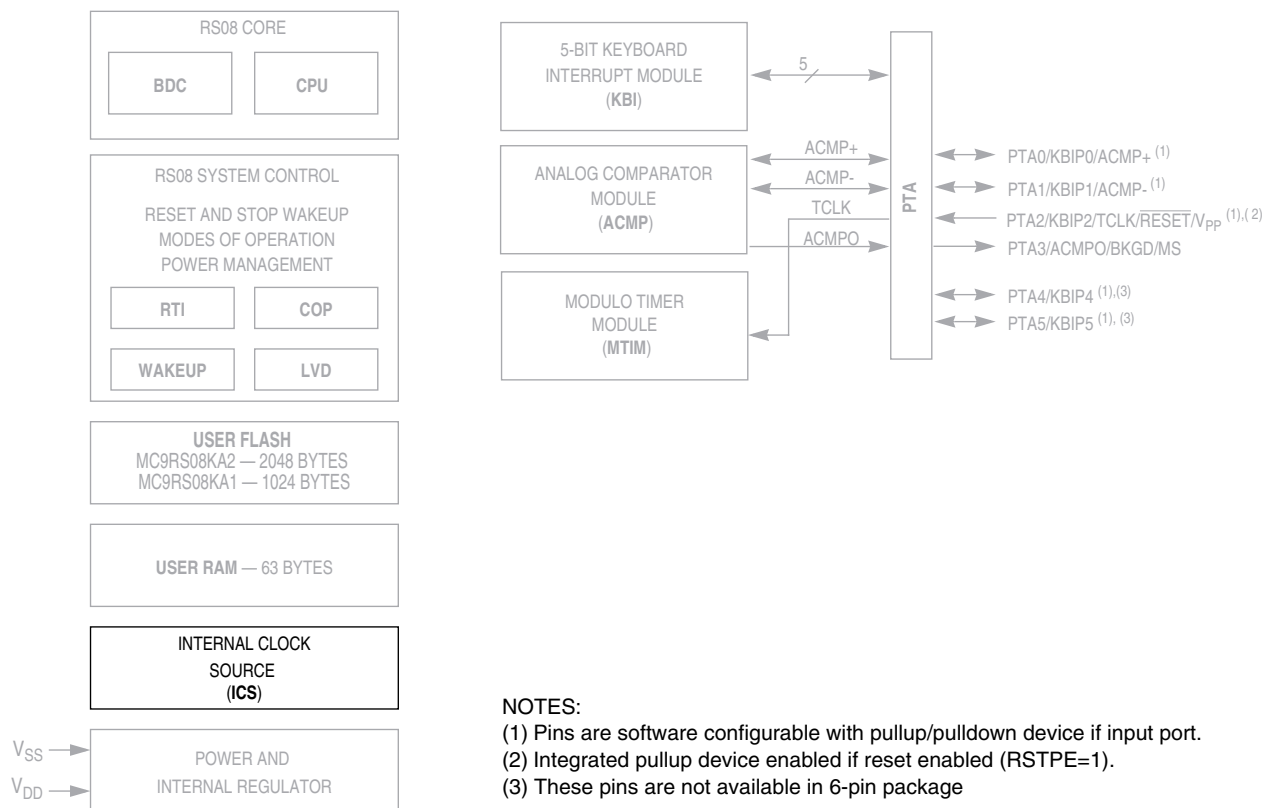 RS08 CORE
BDC
CPU
RS08 SYSTEM CONTROL
RESET AND STOP WAKEUP
MODES OF OPERATION
POWER MANAGEMENT
RTI
COP
WAKEUP
LVD
USER FLASH
MC9RS08KA2 — 2048 BYTES
MC9RS08KA1 — 1024 BYTES
USER RAM — 63 BYTES
INTERNAL CLOCK
SOURCE
(ICS)
VSS
VDD
POWER AND
INTERNAL REGULATOR
5-BIT KEYBOARD
INTERRUPT MODULE
(KBI)
5
ANALOG COMPARATOR
MODULE
(ACMP)
ACMP+
ACMP-
TCLK
ACMPO
MODULO TIMER
MODULE
(MTIM)
PTA
PTA0/KBIP0/ACMP+ (1)
PTA1/KBIP1/ACMP- (1)
PTA2/KBIP2/TCLK/RESET/VPP (1),( 2)
PTA3/ACMPO/BKGD/MS
PTA4/KBIP4 (1),(3)
PTA5/KBIP5 (1), (3)
NOTES:
(1) Pins are software configurable with pullup/pulldown device if input port.
(2) Integrated pullup device enabled if reset enabled (RSTPE=1).
(3) These pins are not available in 6-pin package